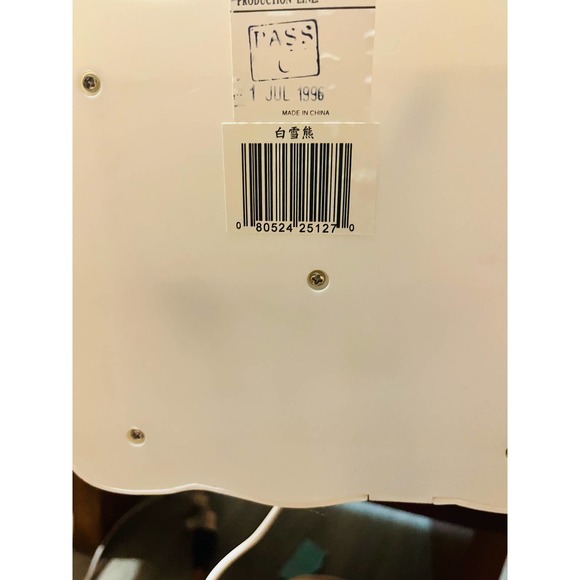 PRODUCTION LINE
PASS
1 JUL 1996
MADE IN CHINA
白雪熊
0 80524 25127 0